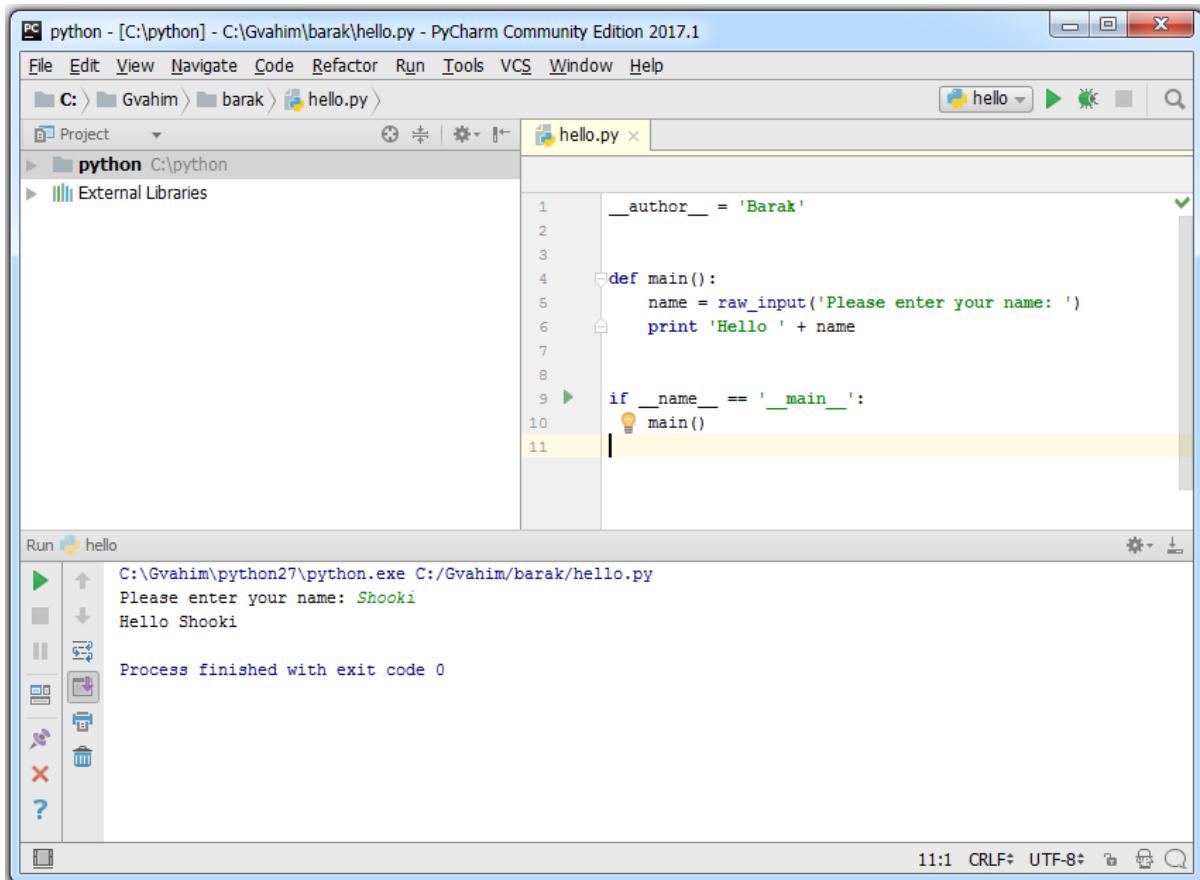 PC python - [C:\python] - C:\Gvahim\barak\hello.py - PyCharm Community Edition 2017.1
File Edit View Navigate Code Refactor Run Tools VCS Window Help
C: Gvahim barak hello.py hello
Project hello.py
python C:\python
External Libraries
1 __author__ = 'Barak'
2
3
4 def main():
5 name = raw_input('Please enter your name: ')
6 print 'Hello ' + name
7
8
9 if __name__ == '__main__':
10 main()
11
Run hello
C:\Gvahim\python27\python.exe C:/Gvahim/barak/hello.py
Please enter your name: Shooki
Hello Shooki
Process finished with exit code 0
?
11:1 CRLF UTF-8